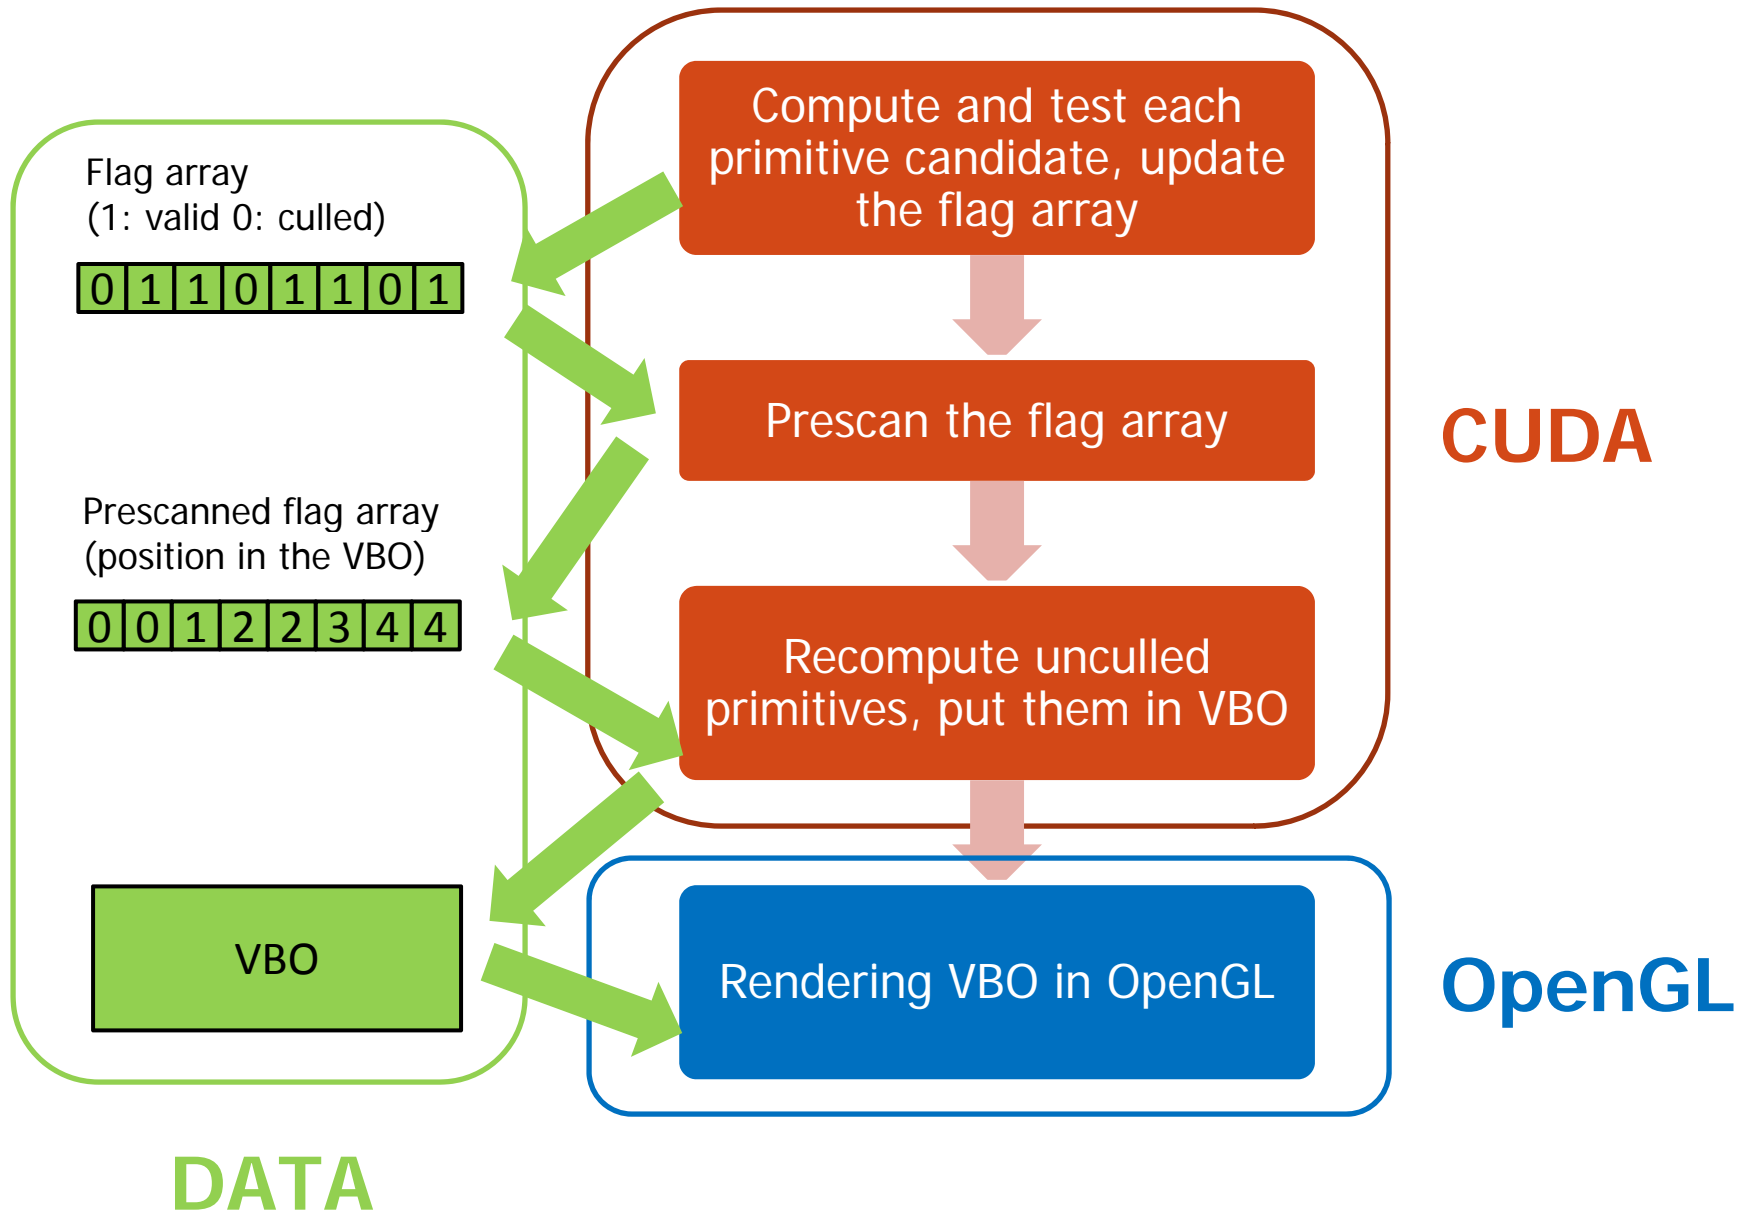 Compute and test each
primitive candidate, update
the flag array
Flag array
(1: valid 0: culled)
0 1 1 0 1 1 0 1
Prescan the flag array
CUDA
Prescanned flag array
(position in the VBO)
0 0 1 2 2 3 4 4
Recompute unculled
primitives, put them in VBO
VBO
Rendering VBO in OpenGL
OpenGL
DATA